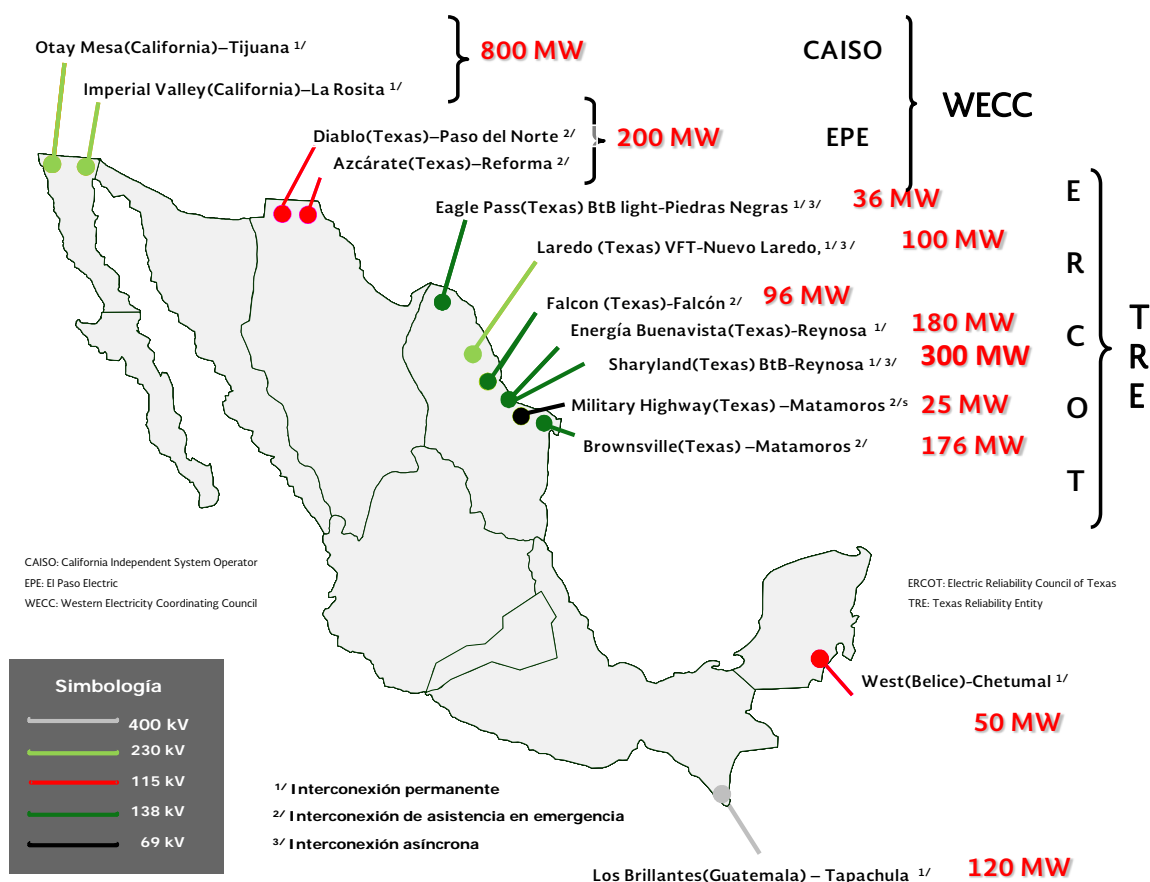 Otay Mesa(California)–Tijuana 1/
800 MW
CAISO
Imperial Valley(California)–La Rosita 1/
WECC
Diablo(Texas)–Paso del Norte 2/
200 MW
EPE
Azcárate(Texas)–Reforma 2/
Eagle Pass(Texas) BtB light-Piedras Negras 1/ 3/
36 MW
Laredo (Texas) VFT-Nuevo Laredo, 1/ 3 /
100 MW
Falcon (Texas)-Falcón 2/
96 MW
Energía Buenavista(Texas)-Reynosa 1/
180 MW
Sharyland(Texas) BtB-Reynosa 1/ 3/
300 MW
Military Highway(Texas) –Matamoros 2/s
25 MW
Brownsville(Texas) –Matamoros 2/
176 MW
E
R
C
O
T
T
R
E
CAISO: California Independent System Operator
EPE: El Paso Electric
WECC: Western Electricity Coordinating Council
ERCOT: Electric Reliability Council of Texas
TRE: Texas Reliability Entity
West(Belice)-Chetumal 1/
50 MW
Simbología
400 kV
230 kV
115 kV
138 kV
69 kV
1/ Interconexión permanente
2/ Interconexión de asistencia en emergencia
3/ Interconexión asíncrona
Los Brillantes(Guatemala) – Tapachula 1/
120 MW